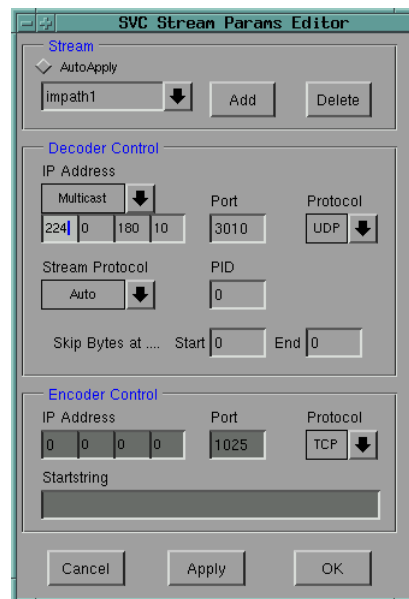 SVC Stream Params Editor
Stream
AutoApply
impath1 Add Delete
Decoder Control
IP Address
Multicast Port Protocol
224 0 180 10 3010 UDP
Stream Protocol PID
Auto 0
Skip Bytes at .... Start 0 End 0
Encoder Control
IP Address Port Protocol
0 0 0 0 1025 TCP
Startstring
Cancel Apply OK